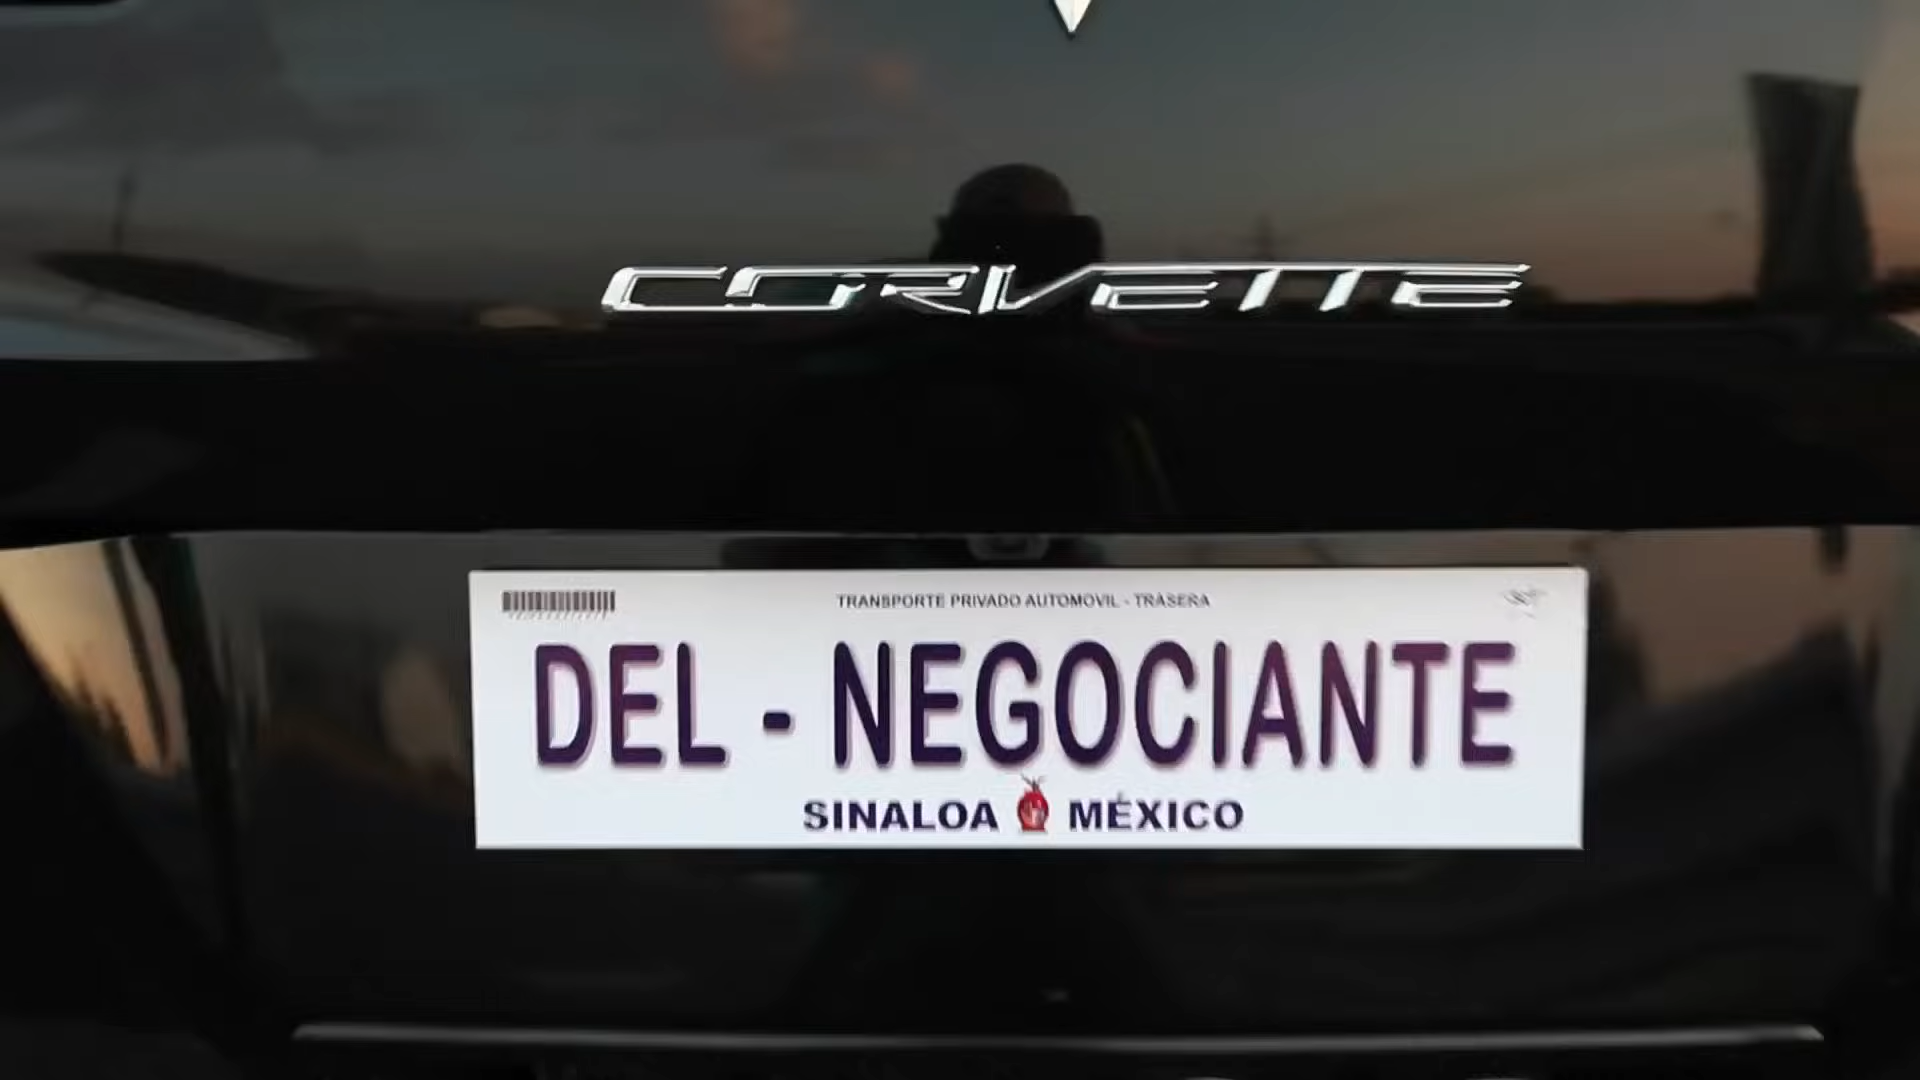 CORVETTE
TRANSPORTE PRIVADO AUTOMOVIL - TRASERA
DEL - NEGOCIANTE
SINALOA MÉXICO